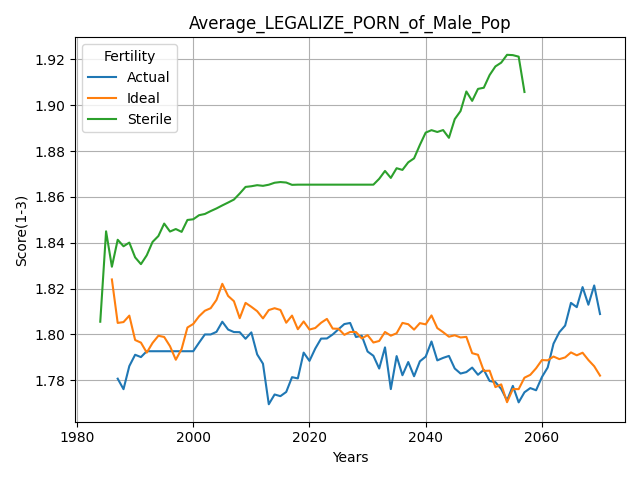 Average_LEGALIZE_PORN_of_Male_Pop
Fertility
Actual
Ideal
Sterile
Score(1-3)
1.92
1.90
1.88
1.86
1.84
1.82
1.80
1.78
1980
2000
2020
2040
2060
Years